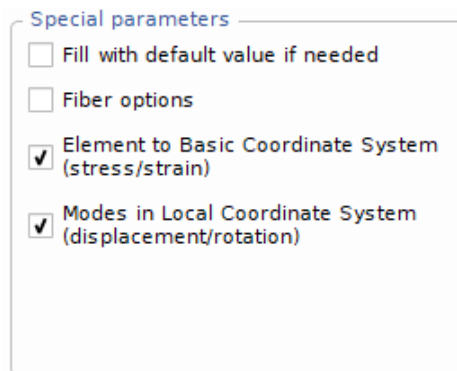 Special parameters
Fill with default value if needed
Fiber options
Element to Basic Coordinate System
(stress/strain)
Modes in Local Coordinate System
(displacement/rotation)